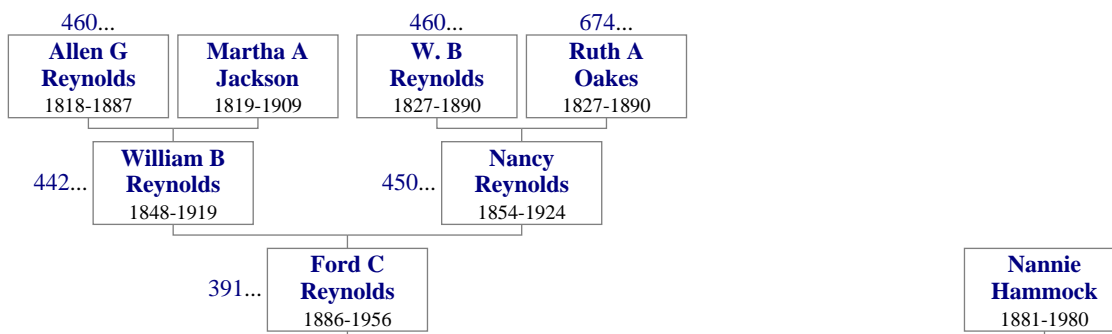 460...
Allen G
Reynolds
1818-1887
Martha A
Jackson
1819-1909
460...
W. B
Reynolds
1827-1890
674...
Ruth A
Oakes
1827-1890
442...
William B
Reynolds
1848-1919
450...
Nancy
Reynolds
1854-1924
391...
Ford C
Reynolds
1886-1956
Nannie
Hammock
1881-1980